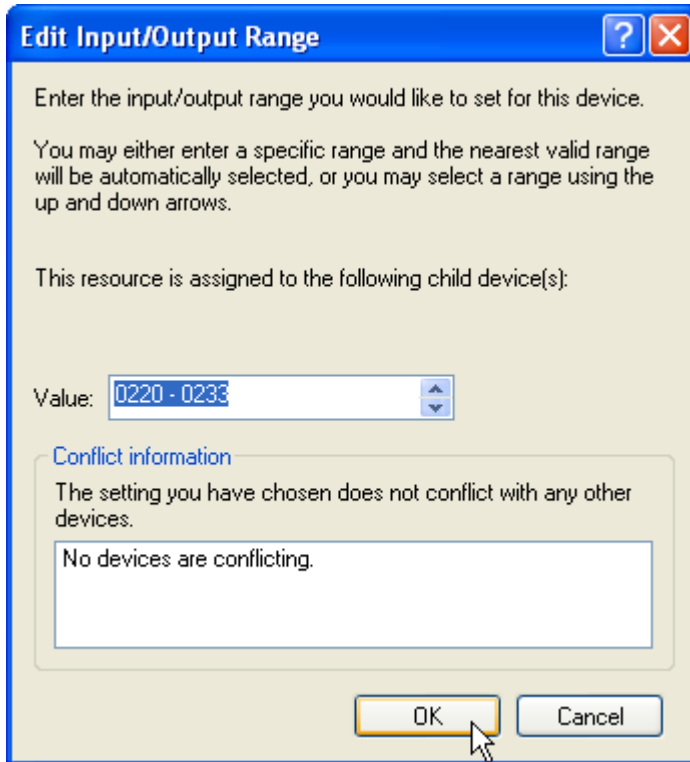 Edit Input/Output Range
Enter the input/output range you would like to set for this device.
You may either enter a specific range and the nearest valid range
will be automatically selected, or you may select a range using the
up and down arrows.
This resource is assigned to the following child device(s):
Value: 0220 - 0233
Conflict information
The setting you have chosen does not conflict with any other
devices.
No devices are conflicting.
OK Cancel